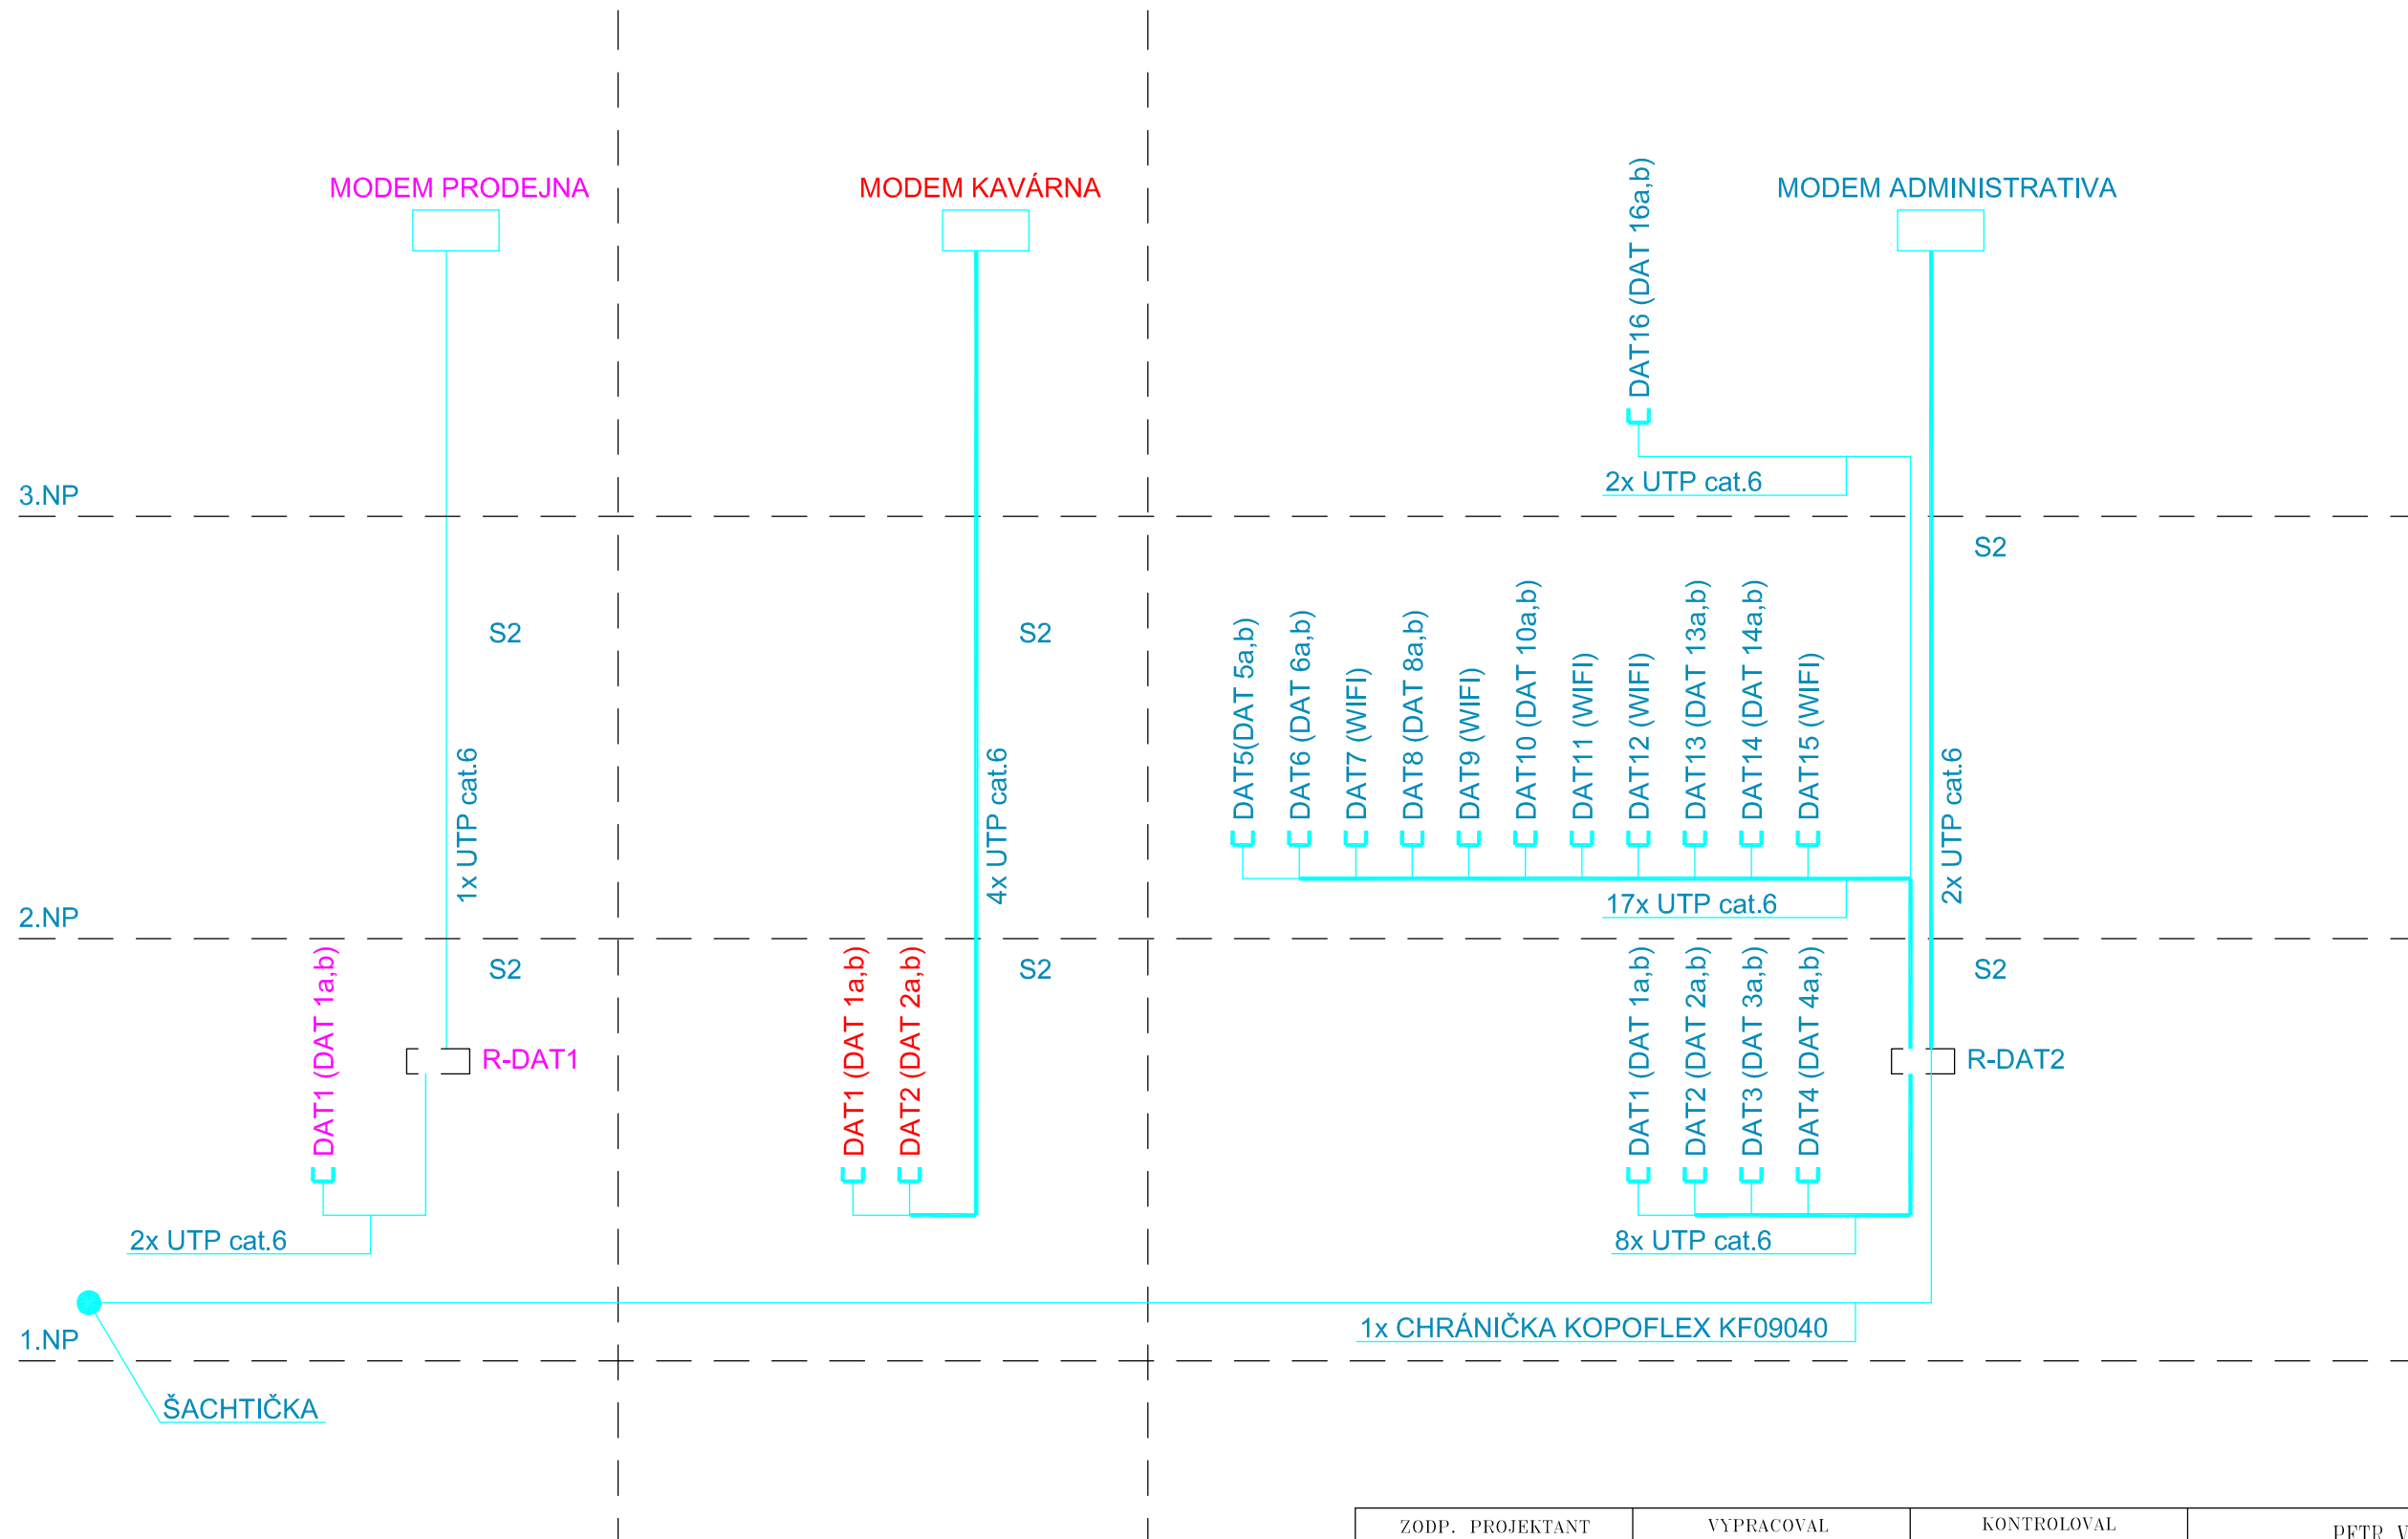 MODEM PRODEJNA
MODEM KAVÁRNA
MODEM ADMINISTRATIVA
DAT16 (DAT 16a,b)
2x UTP cat.6
3.NP
S2
S2
S2
DAT5(DAT 5a,b)
DAT6 (DAT 6a,b)
DAT7 (WIFI)
DAT8 (DAT 8a,b)
DAT9 (WIFI)
DAT10 (DAT 10a,b)
DAT11 (WIFI)
DAT12 (WIFI)
DAT13 (DAT 13a,b)
DAT14 (DAT 14a,b)
DAT15 (WIFI)
1x UTP cat.6
4x UTP cat.6
2x UTP cat.6
17x UTP cat.6
2.NP
S2
S2
S2
DAT1 (DAT 1a,b)
R-DAT1
DAT1 (DAT 1a,b)
DAT2 (DAT 2a,b)
DAT1 (DAT 1a,b)
DAT2 (DAT 2a,b)
DAT3 (DAT 3a,b)
DAT4 (DAT 4a,b)
R-DAT2
2x UTP cat.6
8x UTP cat.6
1x CHRÁNIČKA KOPOFLEX KF09040
1.NP
ŠACHTIČKA
ZODP. PROJEKTANT
VYPRACOVAL
KONTROLOVAL
PETR